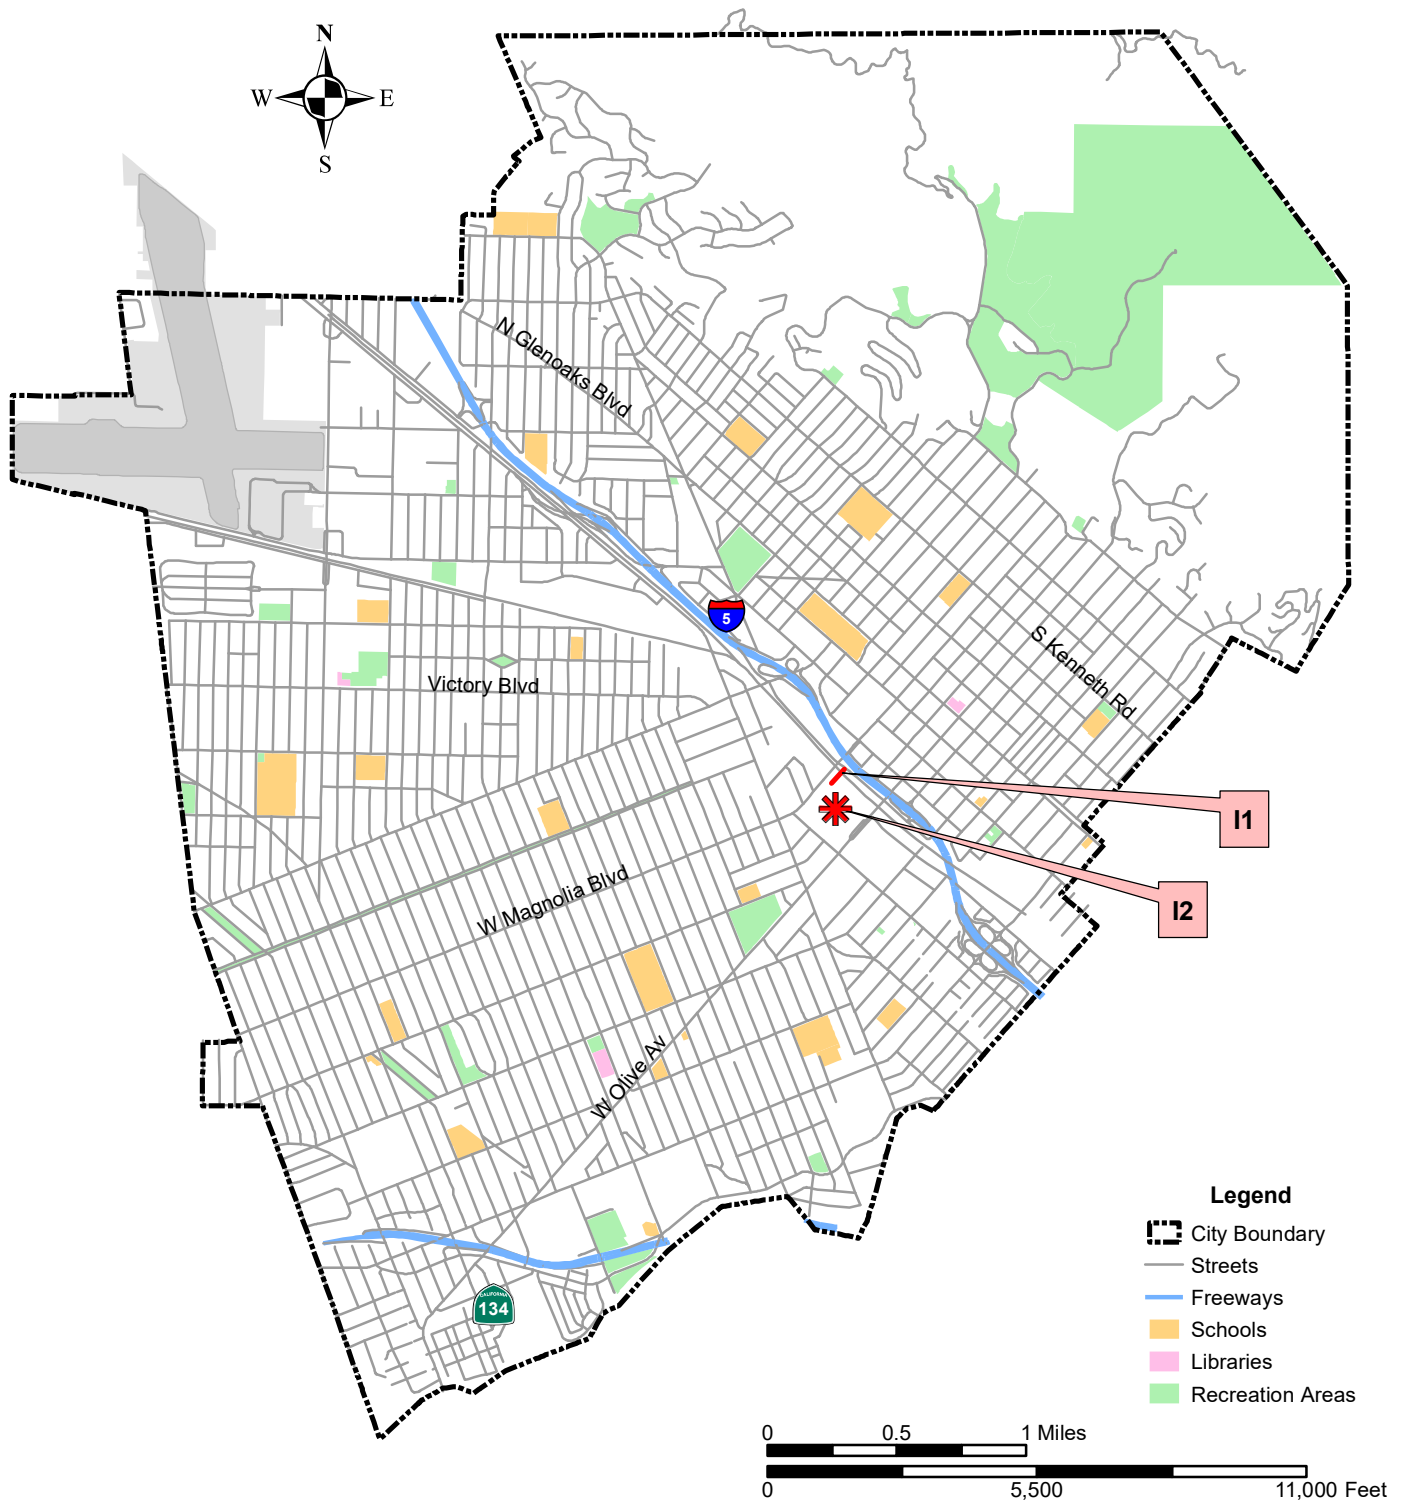 N
W E
S
N Glenoaks Blvd
5
S Kenneth Rd
Victory Blvd
I1
W Magnolia Blvd
I2
W Olive Av
CALIFORNIA
134
Legend
City Boundary
Streets
Freeways
Schools
Libraries
Recreation Areas
0 0.5 1 Miles
0 5,500 11,000 Feet